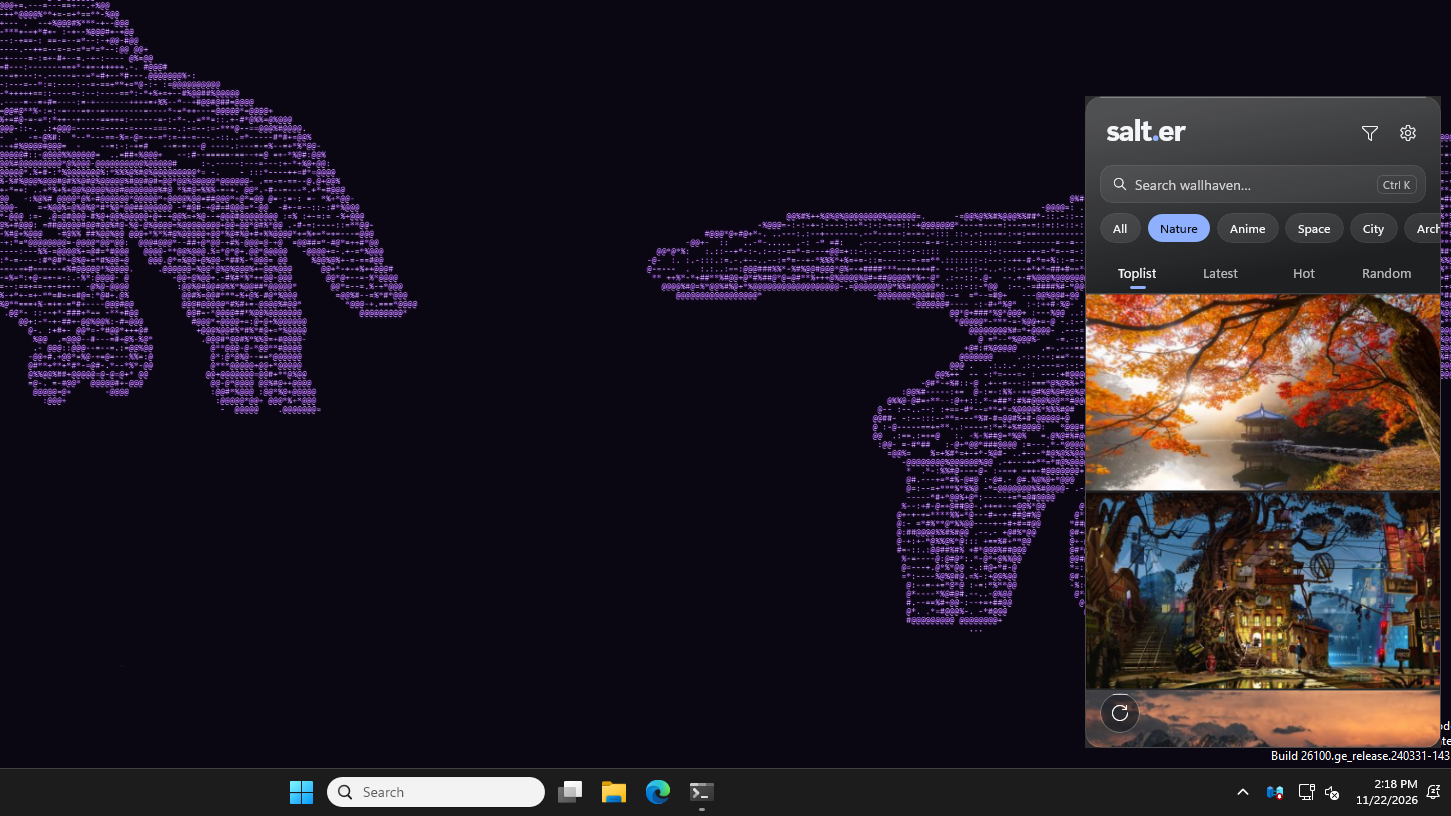 salt.er
Search wallhaven...
Ctrl K
All
Nature
Anime
Space
City
Arch
Toplist
Latest
Hot
Random
Build 26100.ge_release.240331-143
Search
2:18 PM
11/22/2026